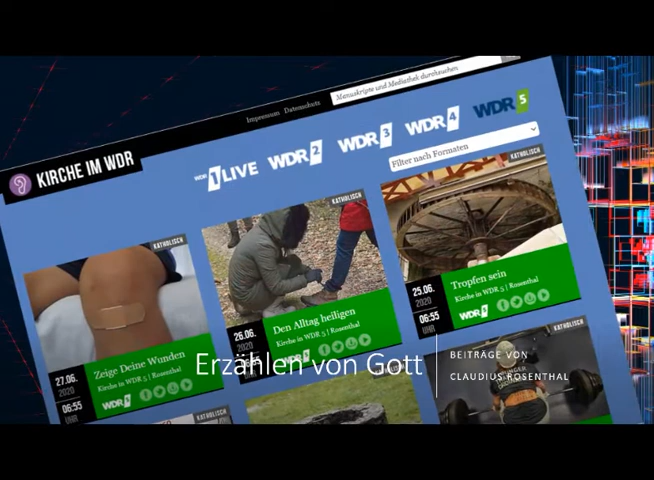 Impressum Datenschutz
Manuskripte und Mediathek durchsuchen
KIRCHE IM WDR
WDR 1LIVE
WDR 2
WDR 3
WDR 4
WDR 5
Filter nach Formaten
KATHOLISCH
27.06.
2020
06:55
UHR
Zeige Deine Wunden
Kirche in WDR 5 | Rosenthal
WDR 5
KATHOLISCH
26.06.
2020
Den Alltag heiligen
Kirche in WDR 5 | Rosenthal
WDR 5
KATHOLISCH
25.06.
2020
06:55
UHR
Tropfen sein
Kirche in WDR 5 | Rosenthal
WDR 5
KATHOLISCH
Erzählen von Gott
BEITRÄGE VON
CLAUDIUS ROSENTHAL